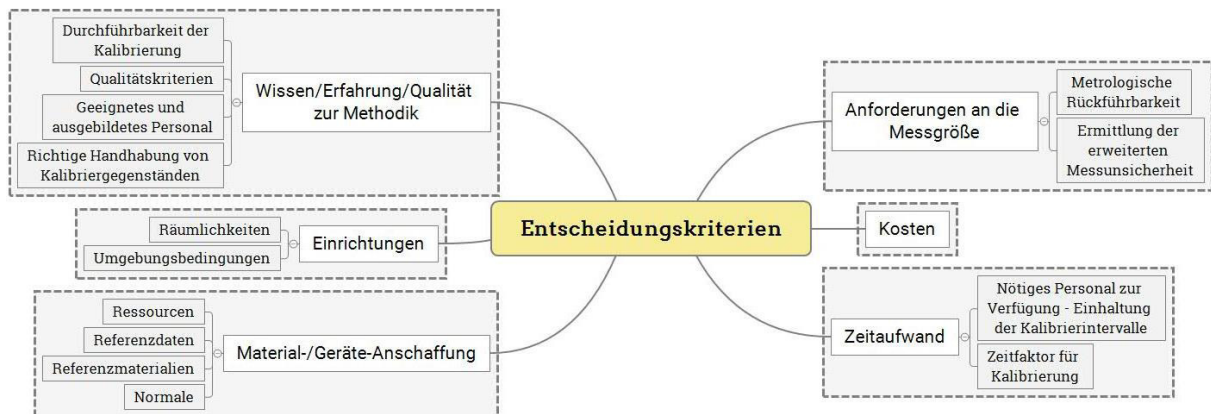 Durchführbarkeit der
Kalibrierung
Qualitätskriterien
Geeignetes und
ausgebildetes Personal
Richtige Handhabung von
Kalibriergegenständen
Wissen/Erfahrung/Qualität
zur Methodik
Räumlichkeiten
Umgebungsbedingungen
Einrichtungen
Ressourcen
Referenzdaten
Referenzmaterialien
Normale
Material-/Geräte-Anschaffung
Entscheidungskriterien
Anforderungen an die
Messgröße
Metrologische
Rückführbarkeit
Ermittlung der
erweiterten
Messunsicherheit
Kosten
Zeitaufwand
Nötiges Personal zur
Verfügung - Einhaltung
der Kalibrierintervalle
Zeitfaktor für
Kalibrierung